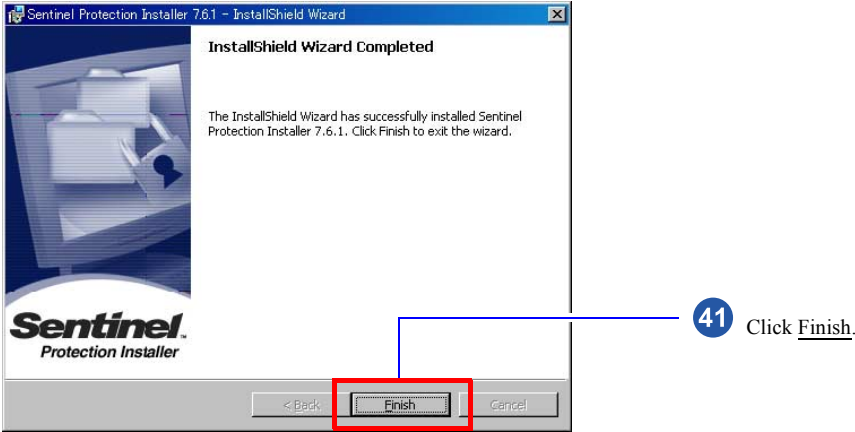 Sentinel Protection Installer 7.6.1 - InstallShield Wizard
InstallShield Wizard Completed
The InstallShield Wizard has successfully installed Sentinel
Protection Installer 7.6.1. Click Finish to exit the wizard.
Sentinel™
Protection Installer
< Back
Finish
Cancel
41 Click Finish.